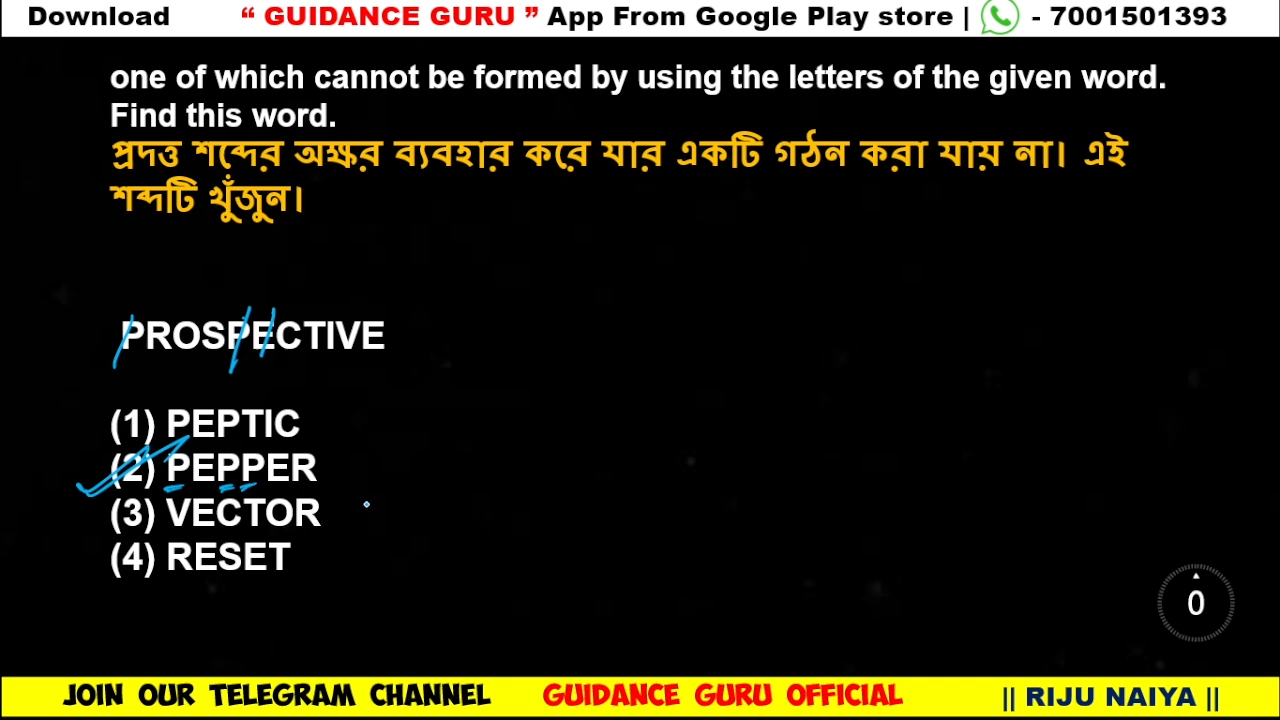 Download “ GUIDANCE GURU ” App From Google Play store | - 7001501393
one of which cannot be formed by using the letters of the given word.
Find this word.
প্রদত্ত শব্দের অক্ষর ব্যবহার করে যার একটি গঠন করা যায় না। এই
শব্দটি খুঁজুন।
PROSPECTIVE
(1) PEPTIC
(2) PEPPER
(3) VECTOR
(4) RESET
0
JOIN OUR TELEGRAM CHANNEL GUIDANCE GURU OFFICIAL || RIJU NAIYA ||